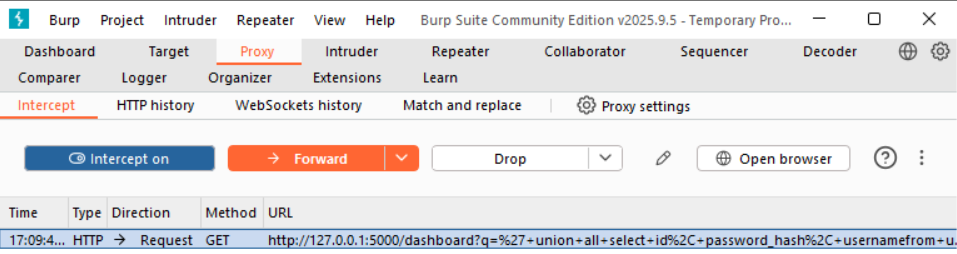 Burp Project Intruder Repeater View Help Burp Suite Community Edition v2025.9.5 - Temporary Pro...
Dashboard Target Proxy Intruder Repeater Collaborator Sequencer Decoder
Comparer Logger Organizer Extensions Learn
Intercept HTTP history WebSockets history Match and replace Proxy settings
Intercept on Forward Drop Open browser
Time Type Direction Method URL
17:09:4... HTTP → Request GET http://127.0.0.1:5000/dashboard?q=%27+union+all+select+id%2C+password_hash%2C+usernamefrom+u...